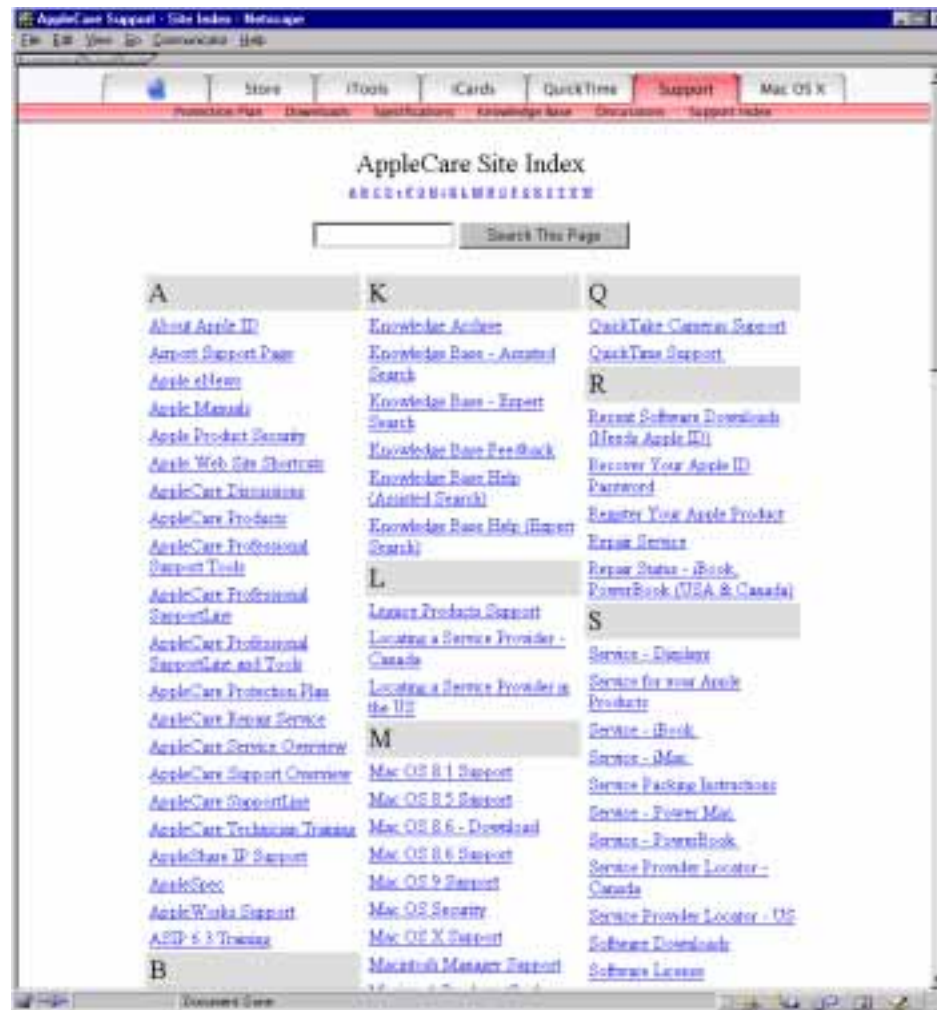 AppleCare Support - Site Index - Netscape
File Edit View Go Communicator Help
Store iTools iCards QuickTime Support Mac OS X
Protection Plan Downloads Specifications Knowledge Base Discussions Support Index
AppleCare Site Index
Search This Page
A
About Apple ID
Airport Support Page
Apple eNews
Apple Manuals
Apple Product Security
Apple Web Site Shortcuts
AppleCare Discussions
AppleCare Products
AppleCare Professional
Support Tools
AppleCare Professional
SupportLine
AppleCare Professional
SupportLine and Tools
AppleCare Protection Plan
AppleCare Repair Service
AppleCare Service Overview
AppleCare Support Overview
AppleCare SupportLine
AppleCare Technician Training
AppleShare IP Support
AppleSpec
AppleWorks Support
ASIP 6.3 Training
B
K
Knowledge Archive
Knowledge Base - Assisted
Search
Knowledge Base - Expert
Search
Knowledge Base Feedback
Knowledge Base Help
(Assisted Search)
Knowledge Base Help (Expert
Search)
L
Legacy Products Support
Locating a Service Provider -
Canada
Locating a Service Provider in
the US
M
Mac OS 8.1 Support
Mac OS 8.5 Support
Mac OS 8.6 - Download
Mac OS 8.6 Support
Mac OS 9 Support
Mac OS Security
Mac OS X Support
Macintosh Manager Support
Q
QuickTake Cameras Support
QuickTime Support
R
Recent Software Downloads
(Needs Apple ID)
Recover Your Apple ID
Password
Register Your Apple Product
Repair Service
Repair Status - iBook,
PowerBook (USA & Canada)
S
Service - Displays
Service for your Apple
Products
Service - iBook
Service - iMac
Service Packing Instructions
Service - Power Mac
Service - PowerBook
Service Provider Locator -
Canada
Service Provider Locator - US
Software Downloads
Software License
Document: Done